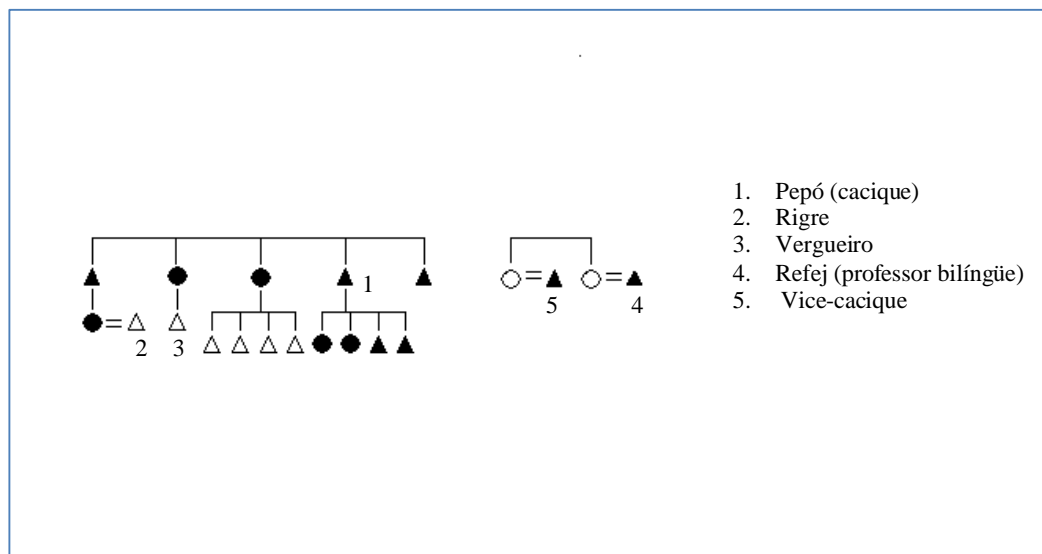 1. Pepó (cacique)
2. Rigre
3. Vergueiro
4. Refej (professor bilíngüe)
5. Vice-cacique
1
5
4
2
3